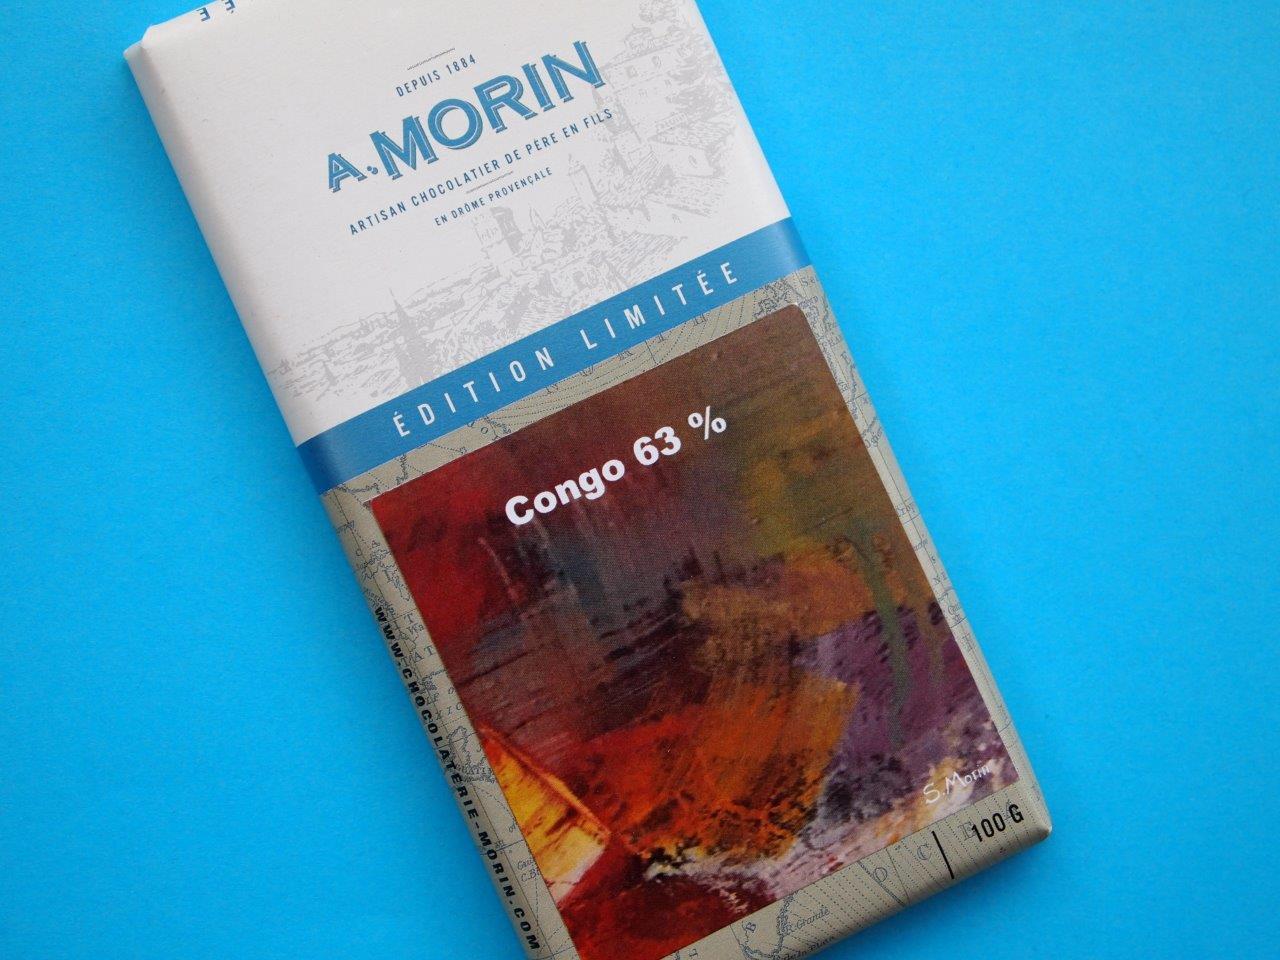 DEPUIS 1884
A. MORIN
ARTISAN CHOCOLATIER DE PÈRE EN FILS
EN DRÔME PROVENÇALE
ÉDITION LIMITÉE
Congo 63 %
S. Morin
100 G
WWW.CHOCOLATERIE-MORIN.COM
R. Grande